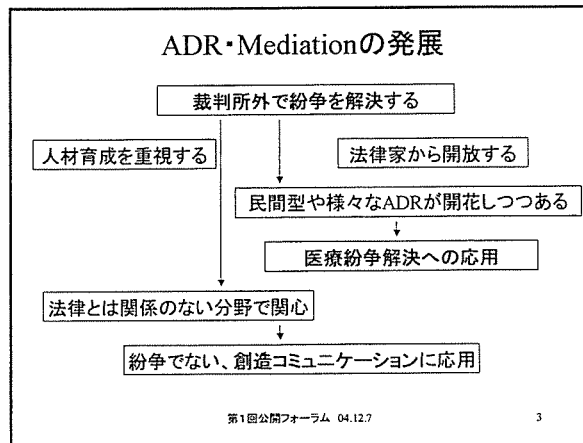 ADR・Mediationの発展
裁判所外で紛争を解決する
人材育成を重視する
法律家から開放する
民間型や様々なADRが開花しつつある
医療紛争解決への応用
法律とは関係のない分野で関心
紛争でない、創造コミュニケーションに応用
第1回公開フォーラム 04.12.7
3